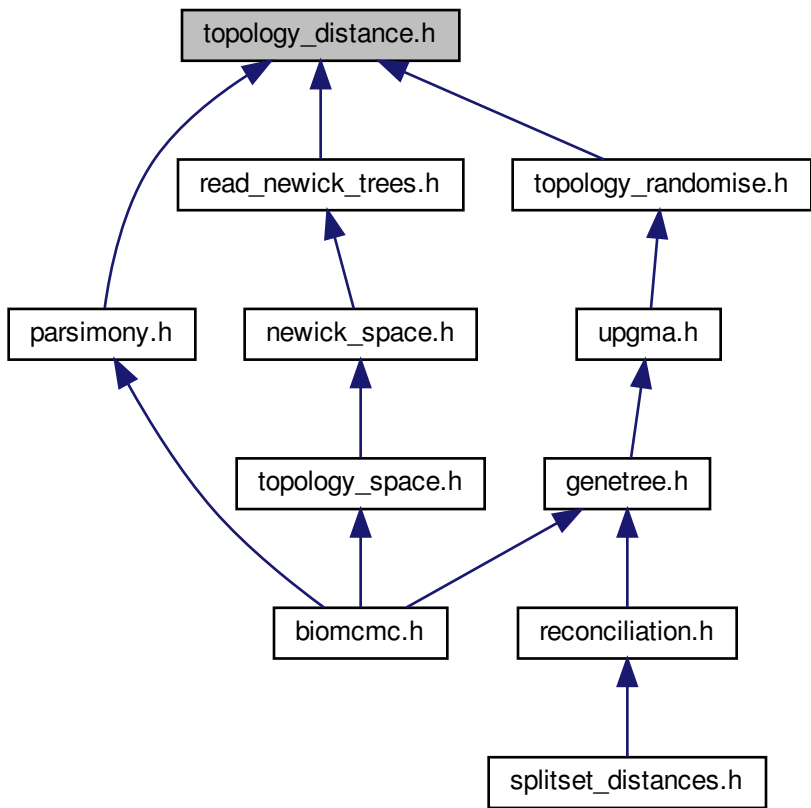 topology_distance.h
read_newick_trees.h
topology_randomise.h
parsimony.h
newick_space.h
upgma.h
topology_space.h
genetree.h
biomcmc.h
reconciliation.h
splitset_distances.h